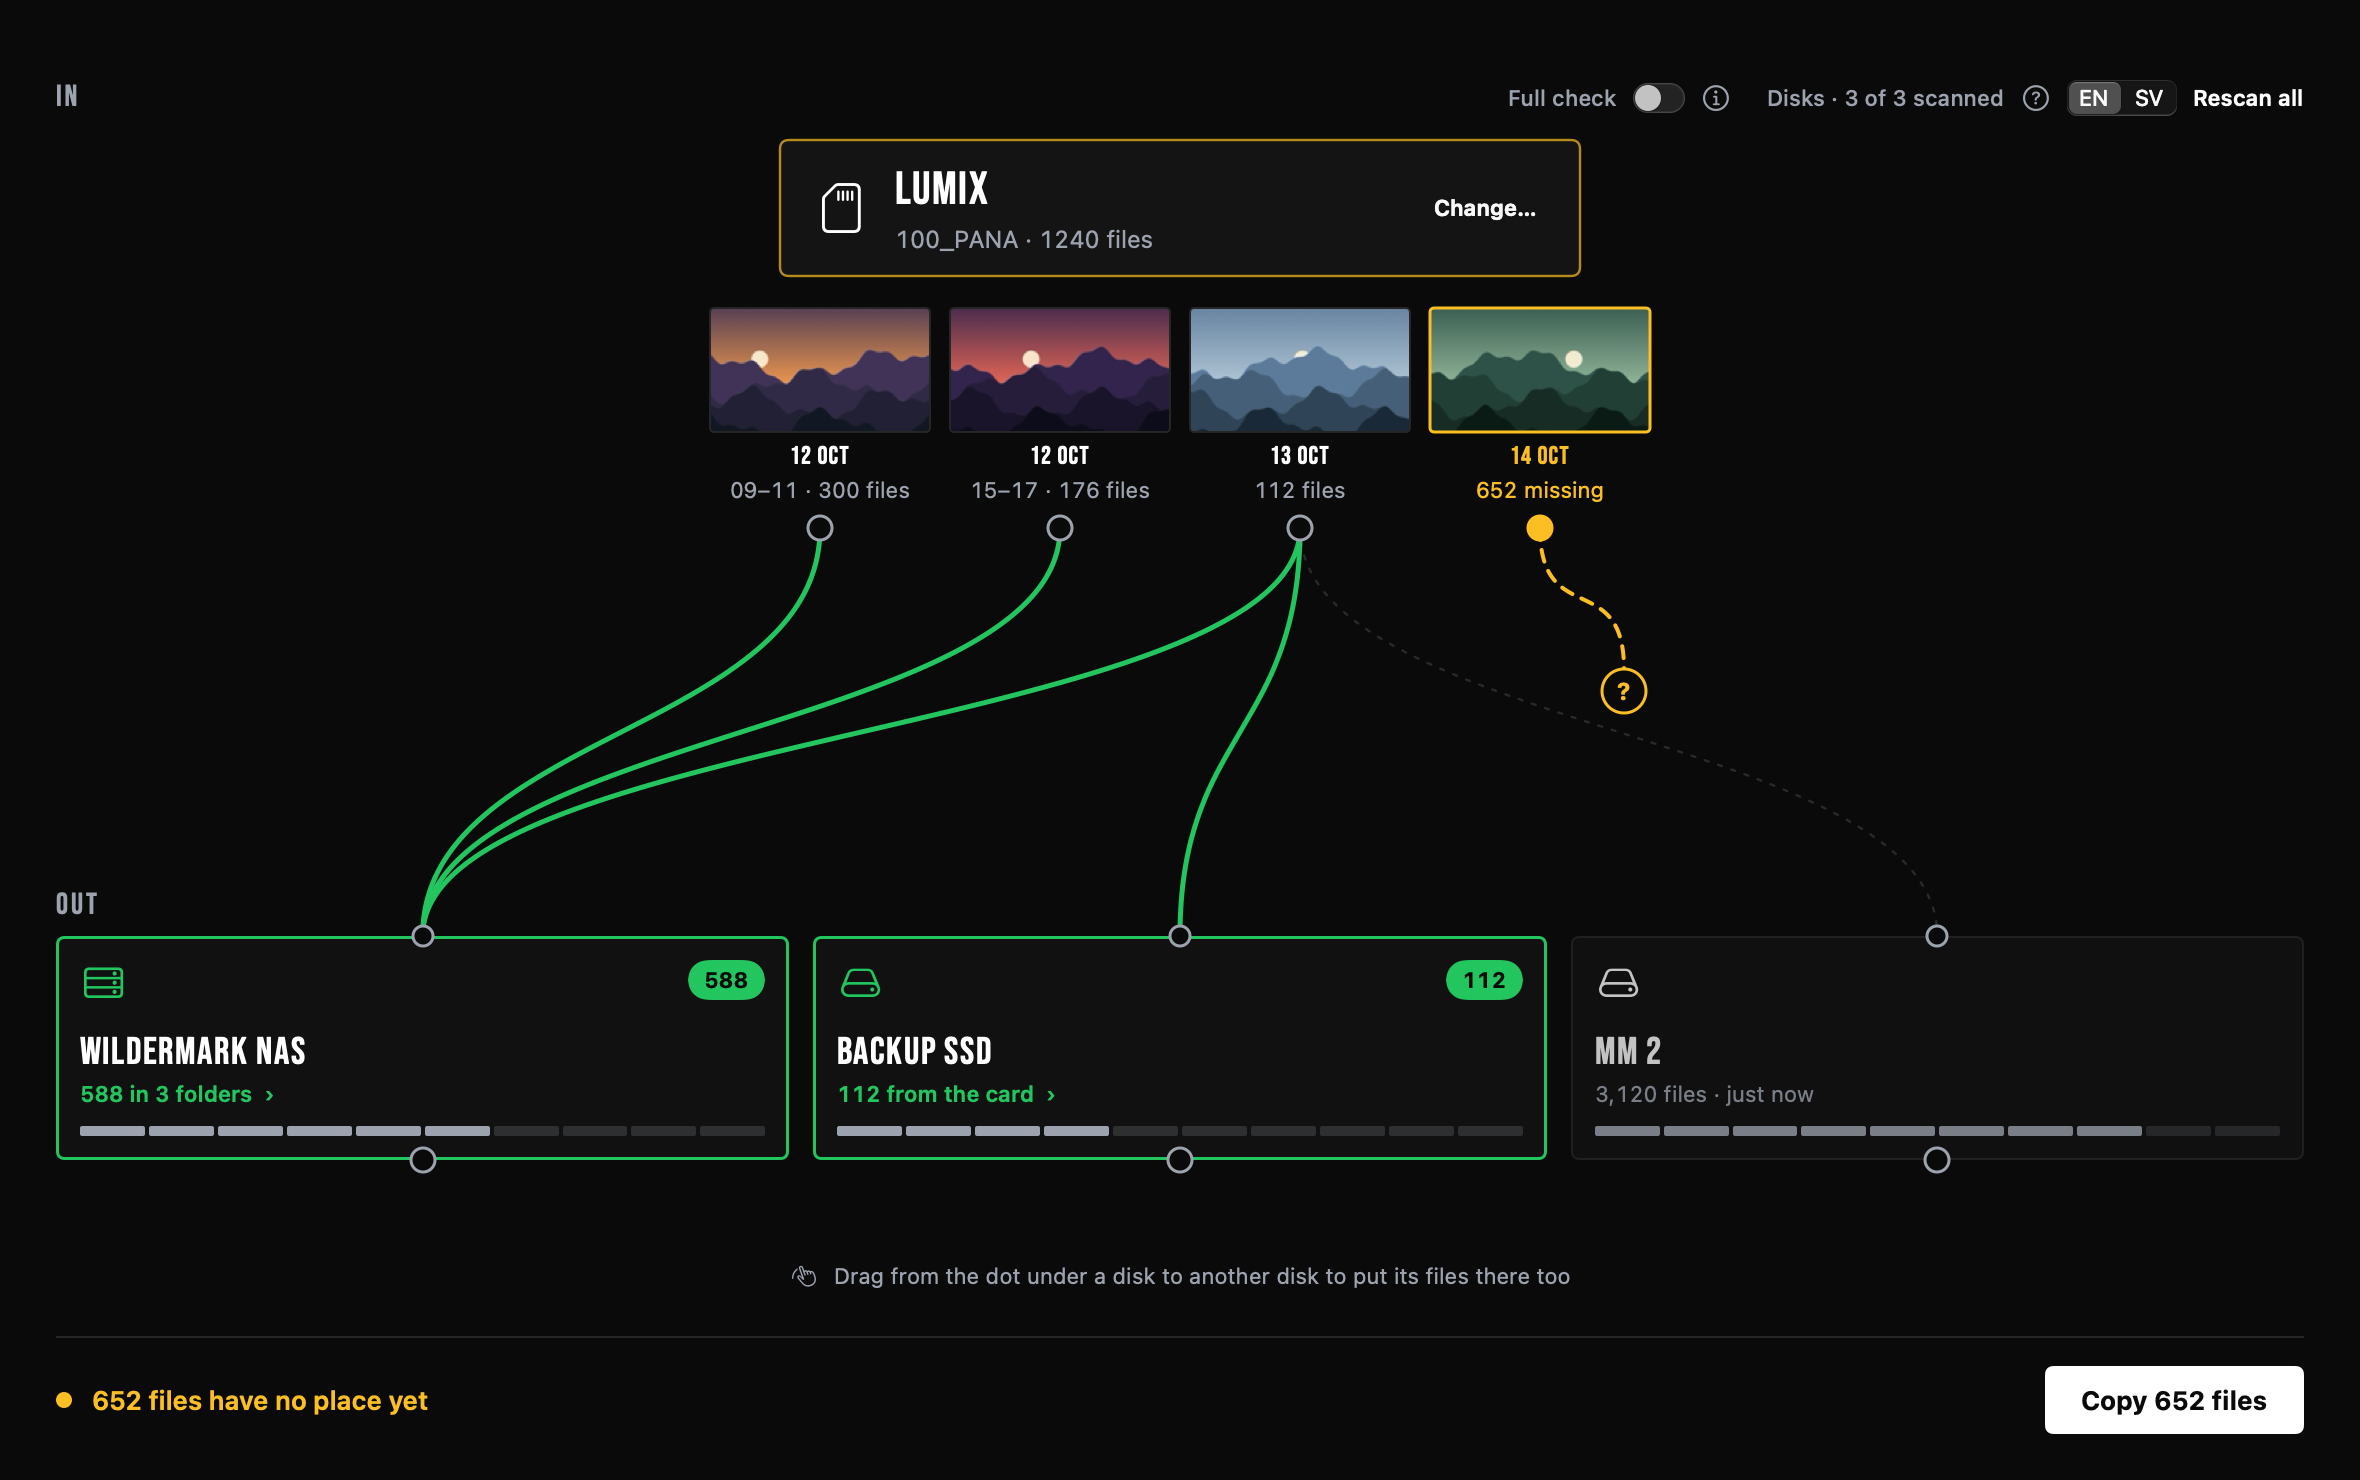 IN
Full check
Disks · 3 of 3 scanned ? EN SV Rescan all
LUMIX
100_PANA · 1240 files
Change...
12 OCT
09–11 · 300 files
12 OCT
15–17 · 176 files
13 OCT
112 files
14 OCT
652 missing
?
OUT
588
WILDERMARK NAS
588 in 3 folders ›
112
BACKUP SSD
112 from the card ›
MM 2
3,120 files · just now
Drag from the dot under a disk to another disk to put its files there too
652 files have no place yet
Copy 652 files